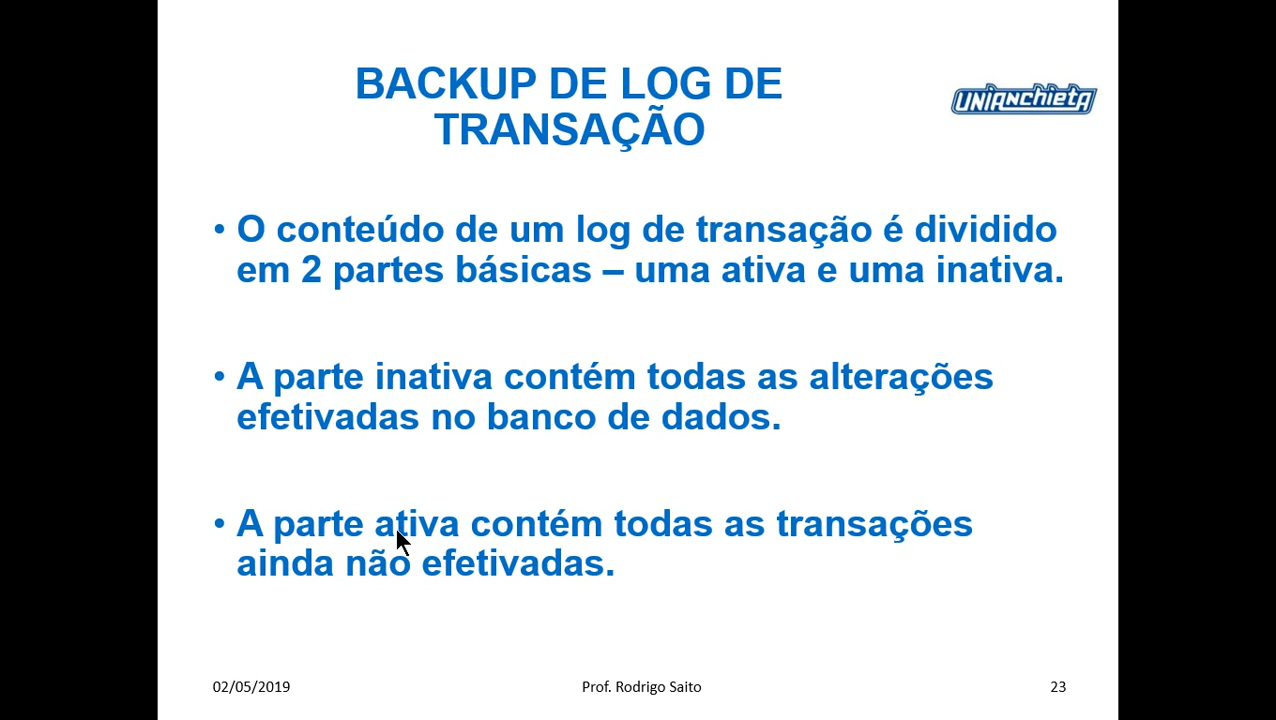 BACKUP DE LOG DE
TRANSAÇÃO
UNIANCHIETA
• O conteúdo de um log de transação é dividido
em 2 partes básicas – uma ativa e uma inativa.
• A parte inativa contém todas as alterações
efetivadas no banco de dados.
• A parte ativa contém todas as transações
ainda não efetivadas.
02/05/2019
Prof. Rodrigo Saito
23